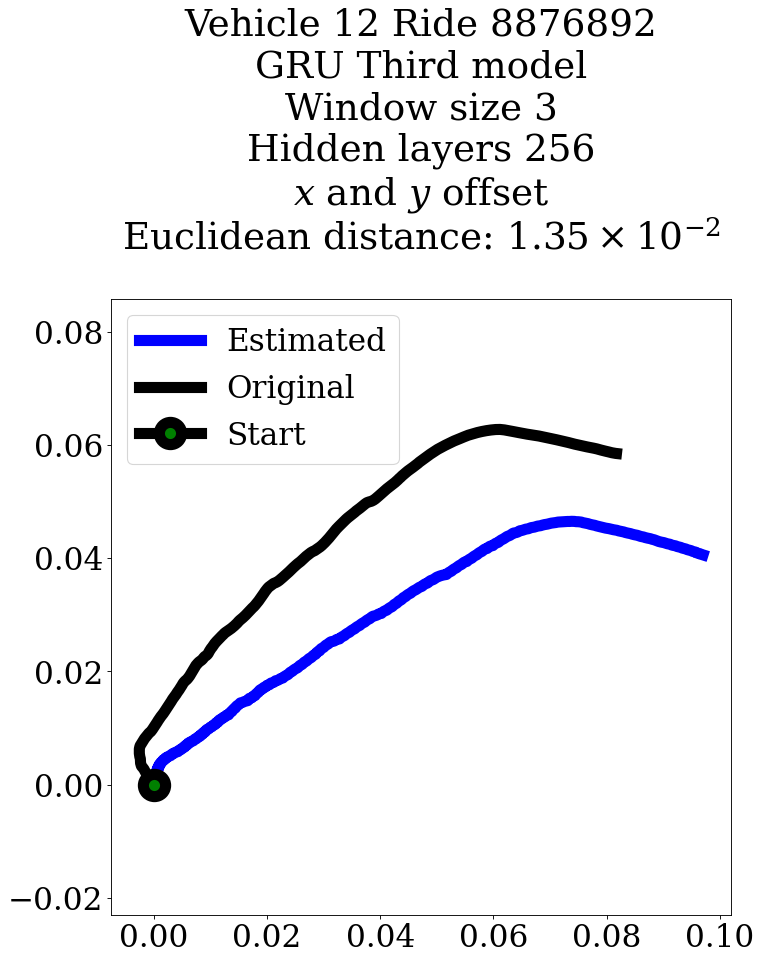 Vehicle 12 Ride 8876892
GRU Third model
Window size 3
Hidden layers 256
x and y offset
Euclidean distance: 1.35 × 10⁻²
Estimated
Original
Start
0.08
0.06
0.04
0.02
0.00
−0.02
0.00 0.02 0.04 0.06 0.08 0.10